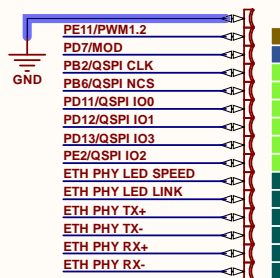 PE11/PWM1.2
PD7/MOD
PB2/QSPI CLK
GND
PB6/QSPI NCS
PD11/QSPI IO0
PD12/QSPI IO1
PD13/QSPI IO3
PE2/QSPI IO2
ETH PHY LED SPEED
ETH PHY LED LINK
ETH PHY TX+
ETH PHY TX-
ETH PHY RX+
ETH PHY RX-